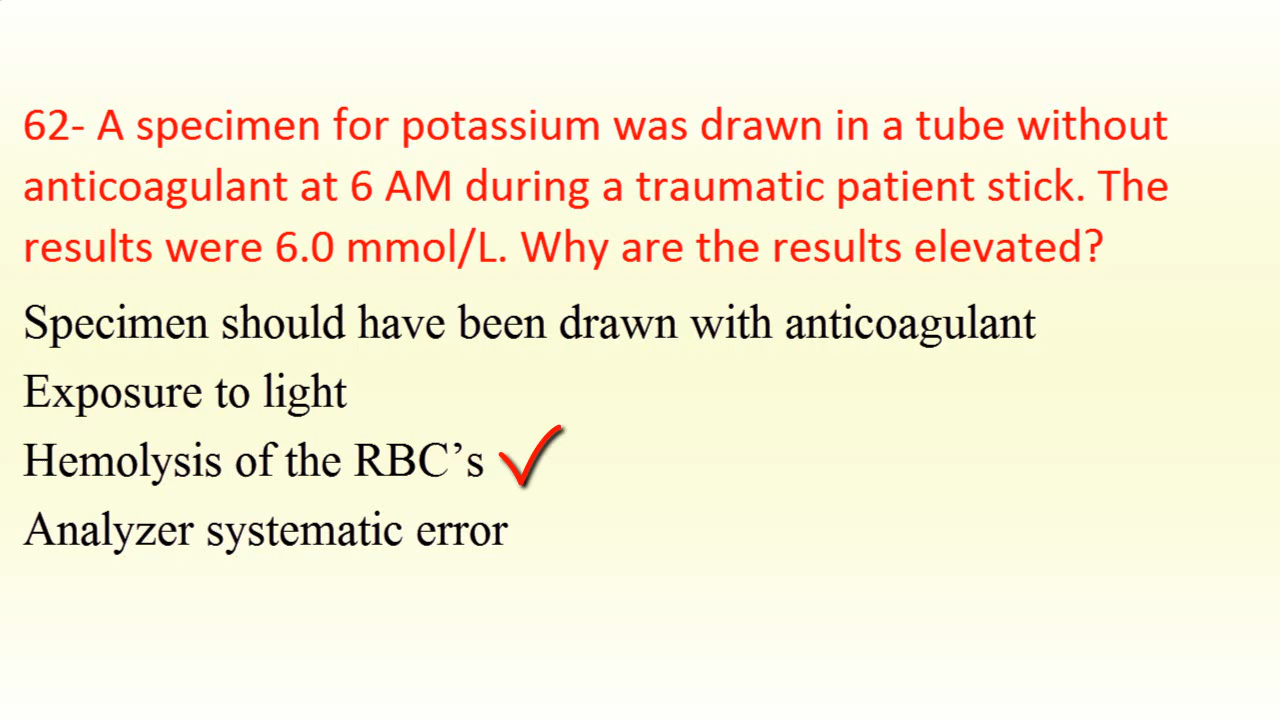 62- A specimen for potassium was drawn in a tube without
anticoagulant at 6 AM during a traumatic patient stick. The
results were 6.0 mmol/L. Why are the results elevated?
Specimen should have been drawn with anticoagulant
Exposure to light
Hemolysis of the RBC’s
Analyzer systematic error